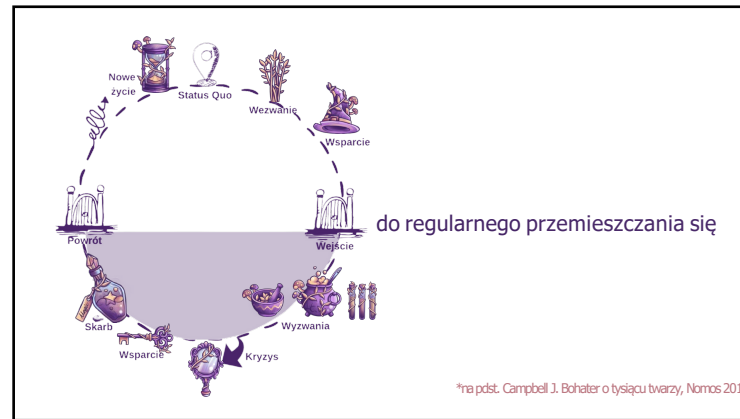 Nowe
życie
Status Quo
Wezwanie
Wsparcie
do regularnego przemieszczania się
Powrót
Wejście
Skarb
Wyzwania
Wsparcie
Kryzys
*na pdst. Campbell J. Bohater o tysiącu twarzy, Nomos 201